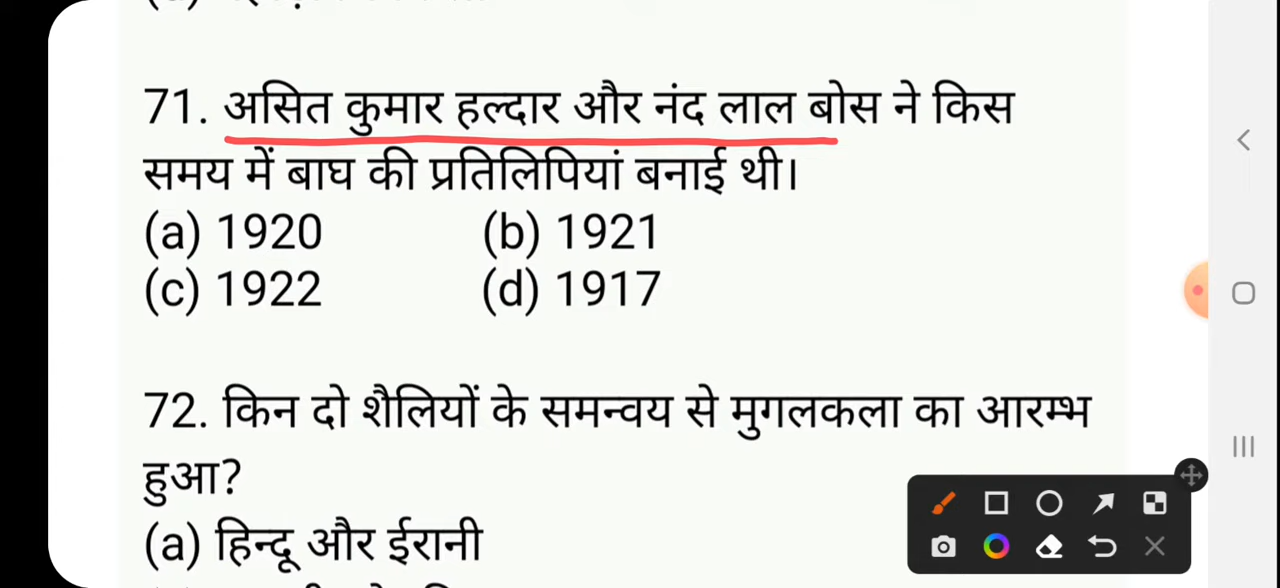 71. असित कुमार हल्दार और नंद लाल बोस ने किस
समय में बाघ की प्रतिलिपियां बनाई थी।
(a) 1920 (b) 1921
(c) 1922 (d) 1917
72. किन दो शैलियों के समन्वय से मुगलकला का आरम्भ
हुआ?
(a) हिन्दू और ईरानी